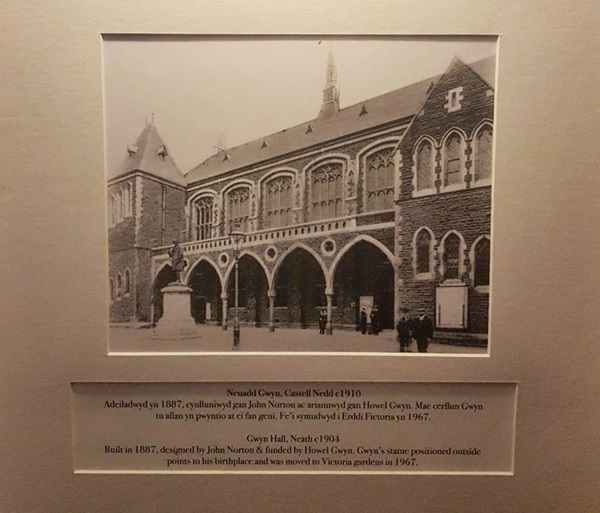 Neuadd Gwyn, Castell Nedd c1910
Adeiladwyd yn 1887, cynlluniwyd gan John Norton ac ariannwyd gan Howel Gwyn. Mae cerflun Gwyn
tu allan yn pwyntio at ei fan geni. Fe'i symudwyd i Erddi Fictoria yn 1967.
Gwyn Hall, Neath c1904
Built in 1887, designed by John Norton & funded by Howel Gwyn. Gwyn's statue positioned outside
points to his birthplace and was moved to Victoria gardens in 1967.